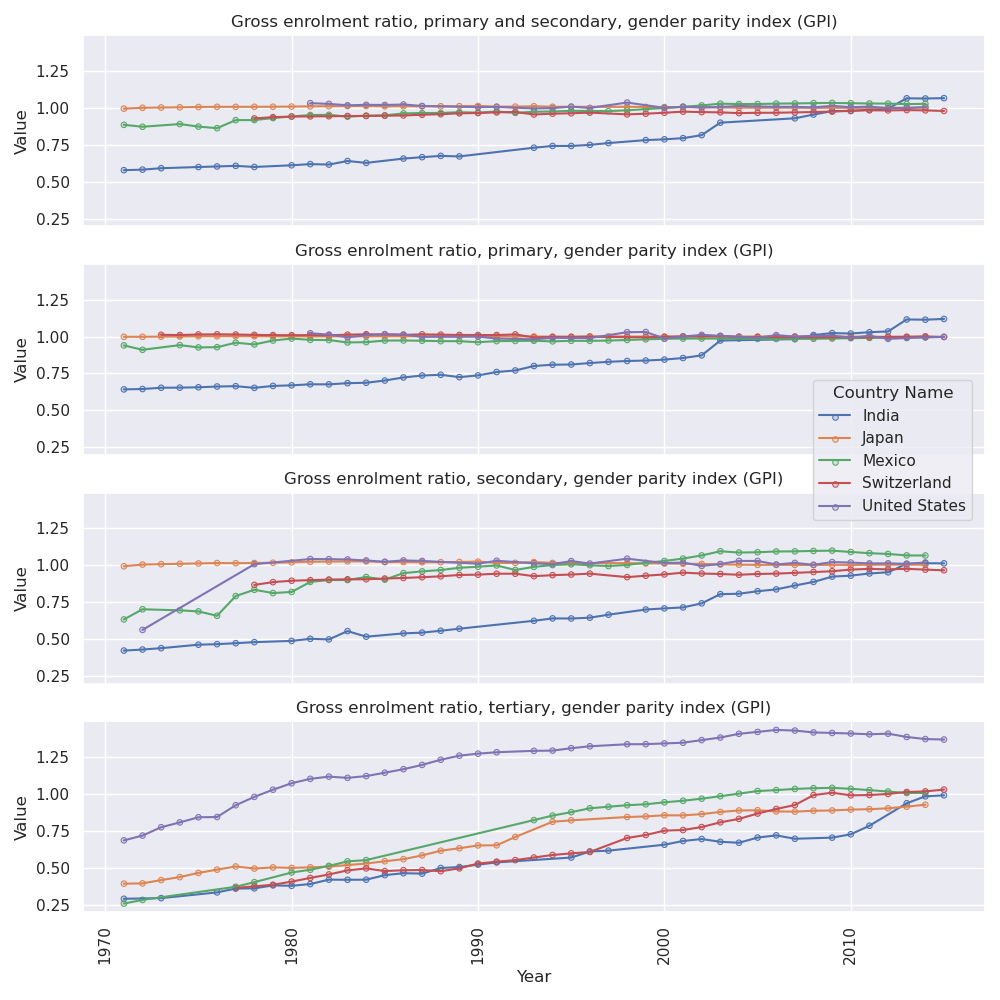 Gross enrolment ratio, primary and secondary, gender parity index (GPI)
1.25
1.00
0.75
0.50
0.25
Value
Gross enrolment ratio, primary, gender parity index (GPI)
1.25
1.00
0.75
0.50
0.25
Value
Country Name
India
Japan
Mexico
Switzerland
United States
Gross enrolment ratio, secondary, gender parity index (GPI)
1.25
1.00
0.75
0.50
0.25
Value
Gross enrolment ratio, tertiary, gender parity index (GPI)
1.25
1.00
0.75
0.50
0.25
Value
1970
1980
1990
2000
2010
Year